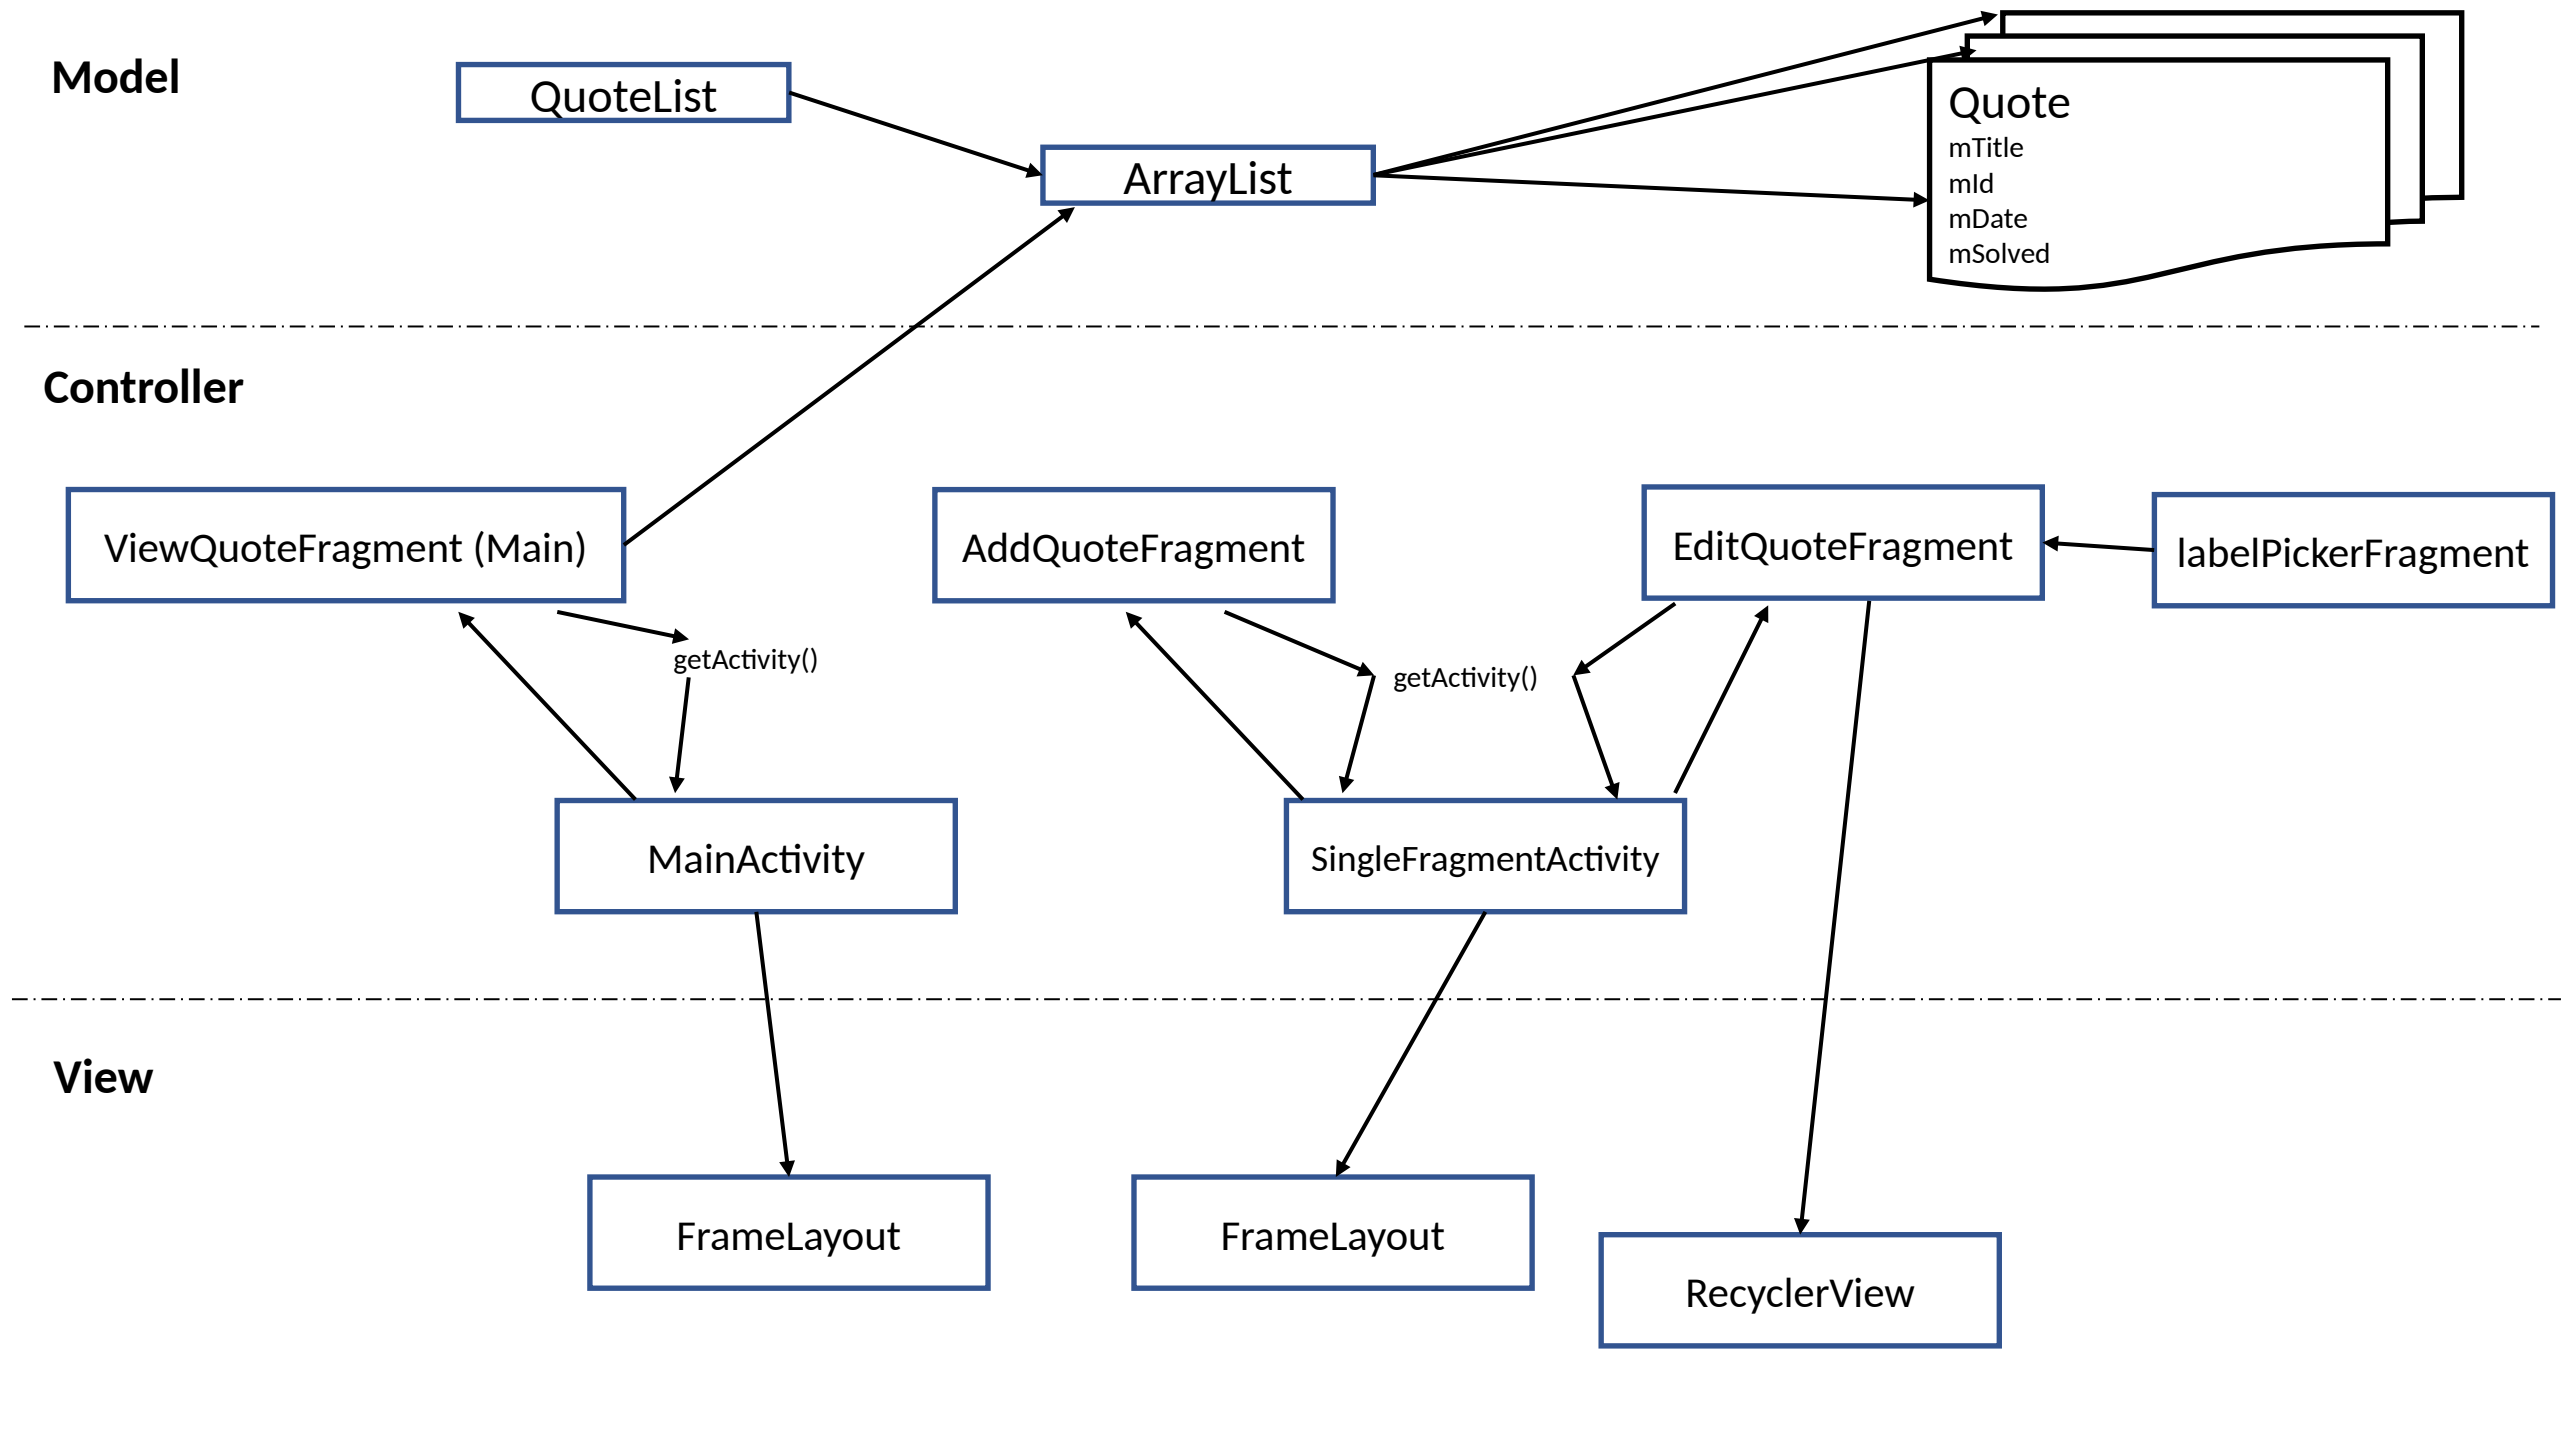 Model
QuoteList
ArrayList
Quote
mTitle
mId
mDate
mSolved
Controller
ViewQuoteFragment (Main)
AddQuoteFragment
EditQuoteFragment
labelPickerFragment
getActivity()
getActivity()
MainActivity
SingleFragmentActivity
View
FrameLayout
FrameLayout
RecyclerView